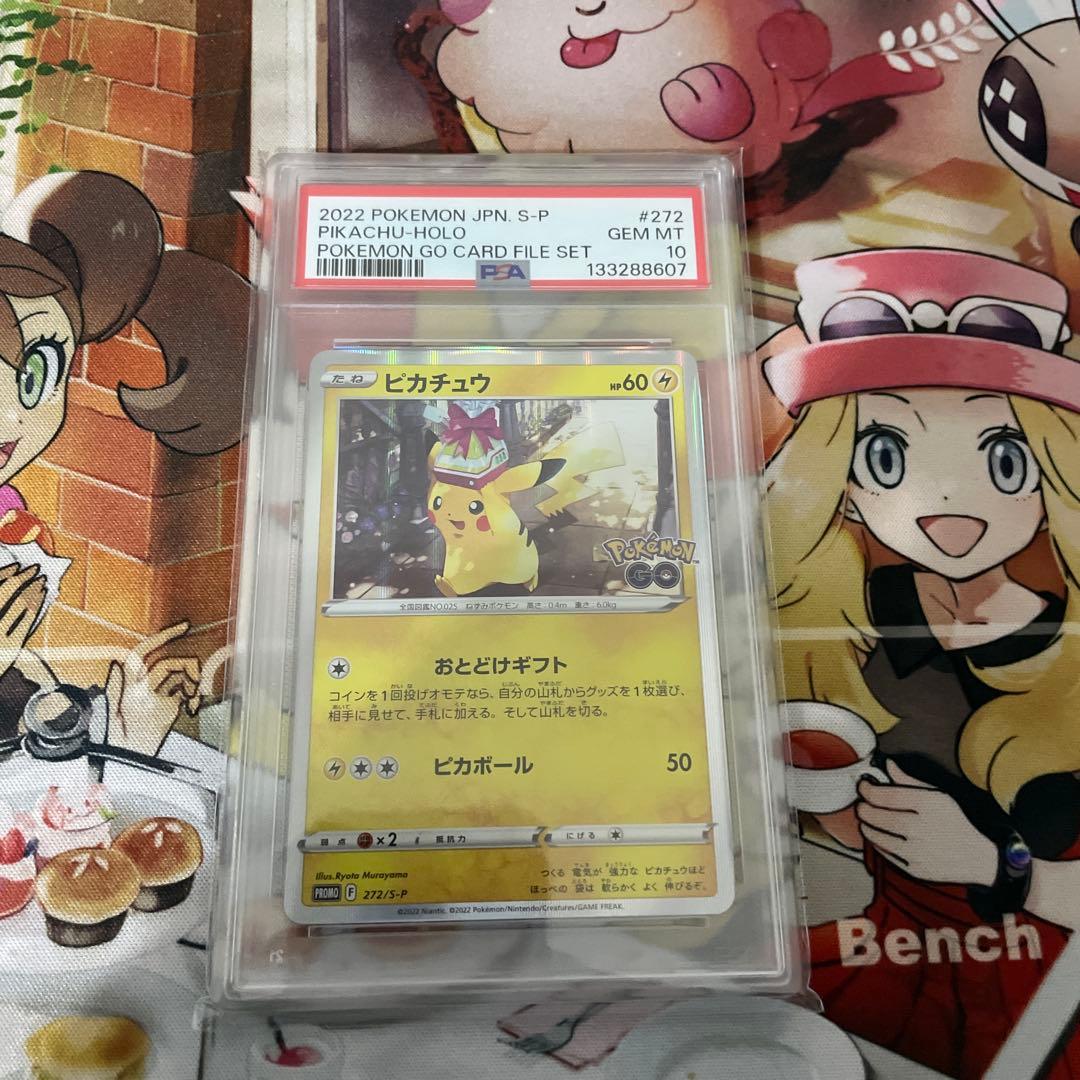 2022 POKEMON JPN. S-P #272
PIKACHU-HOLO GEM MT
POKEMON GO CARD FILE SET 10
PSA 133288607
たね ピカチュウ HP60
Pokémon GO
全国図鑑NO.025 ねずみポケモン 高さ:0.4m 重さ:6.0kg
おとどけギフト
コインを1回投げオモテなら、自分の山札からグッズを1枚選び、
相手に見せて、手札に加える。そして山札を切る。
ピカボール 50
弱点 ×2 抵抗力 にげる
Illus.Ryota Murayama
PROMO F 272/S-P
つくる 電気が 強力な ピカチュウほど
ほっぺの 袋は 軟らかく よく 伸びるぞ。
©2022 Niantic. ©2022 Pokémon/Nintendo/Creatures/GAME FREAK.
Bench